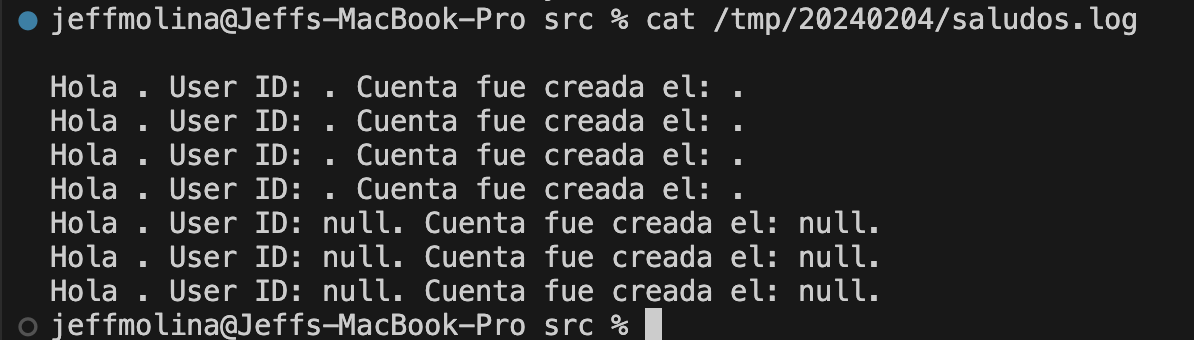 jeffmolina@Jeffs-MacBook-Pro src % cat /tmp/20240204/saludos.log
Hola . User ID: . Cuenta fue creada el: .
Hola . User ID: . Cuenta fue creada el: .
Hola . User ID: . Cuenta fue creada el: .
Hola . User ID: . Cuenta fue creada el: .
Hola . User ID: null. Cuenta fue creada el: null.
Hola . User ID: null. Cuenta fue creada el: null.
Hola . User ID: null. Cuenta fue creada el: null.
jeffmolina@Jeffs-MacBook-Pro src %